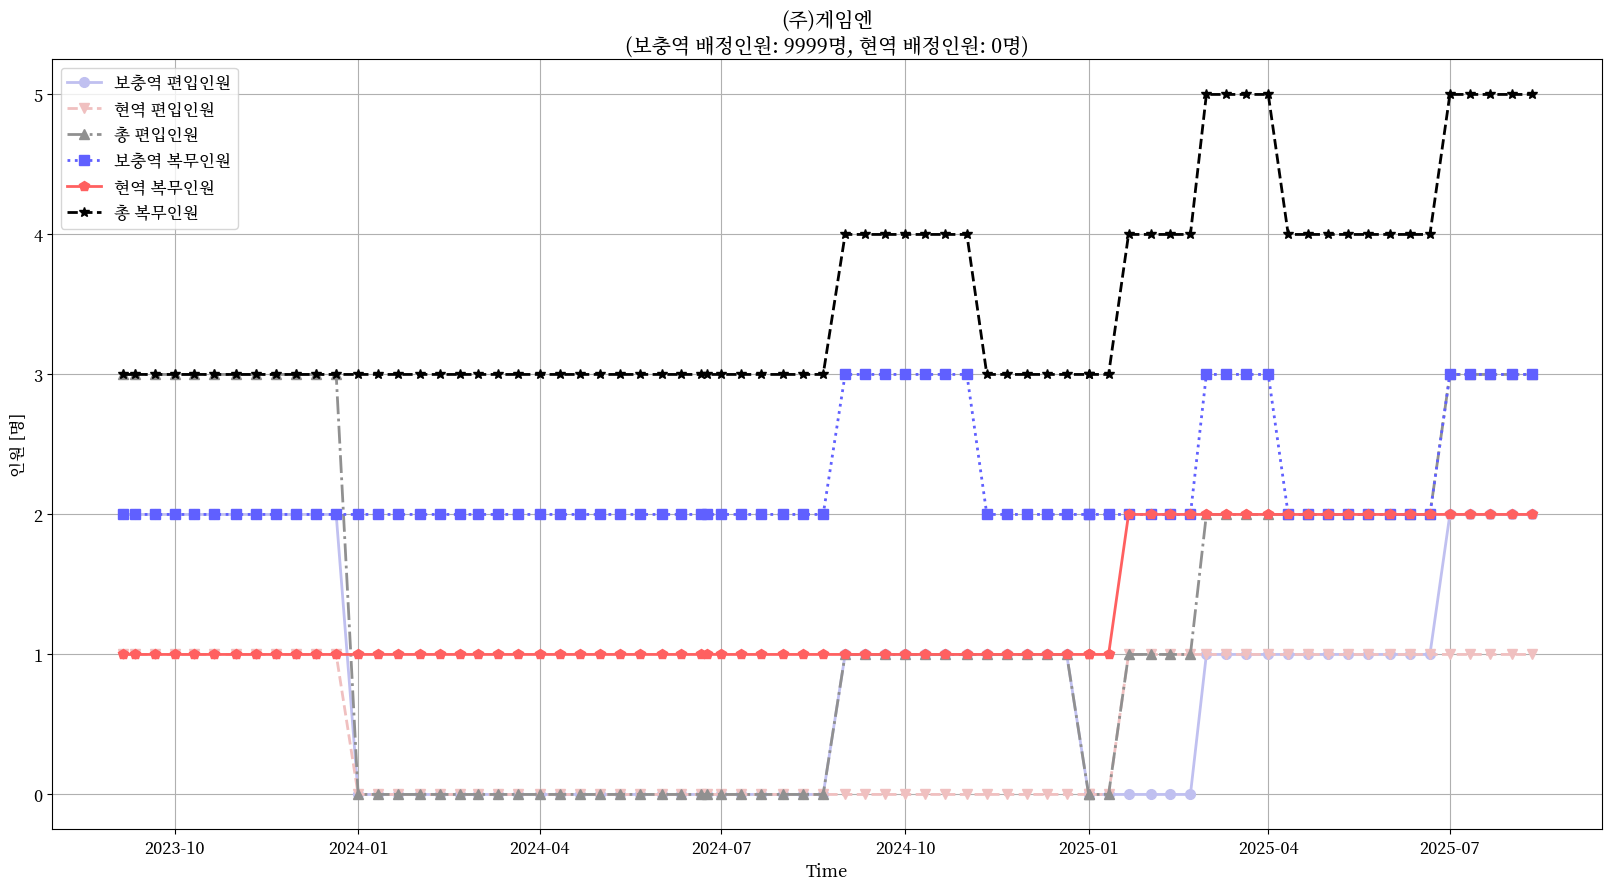 (주)게임엔
(보충역 배정인원: 9999명, 현역 배정인원: 0명)
보충역 편입인원
현역 편입인원
총 편입인원
보충역 복무인원
현역 복무인원
총 복무인원
5
4
3
2
1
0
인원 [명]
2023-10
2024-01
2024-04
2024-07
2024-10
2025-01
2025-04
2025-07
Time